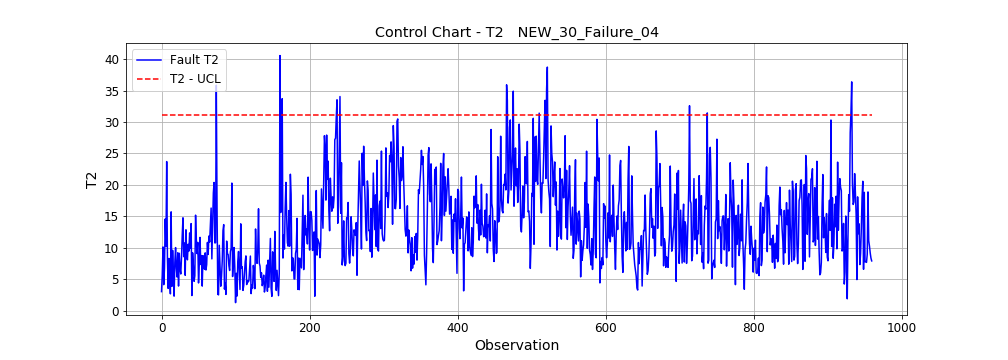 Control Chart - T2   NEW_30_Failure_04
Fault T2
T2 - UCL
40
35
30
25
20
15
10
5
0
T2
0 200 400 600 800 1000
Observation